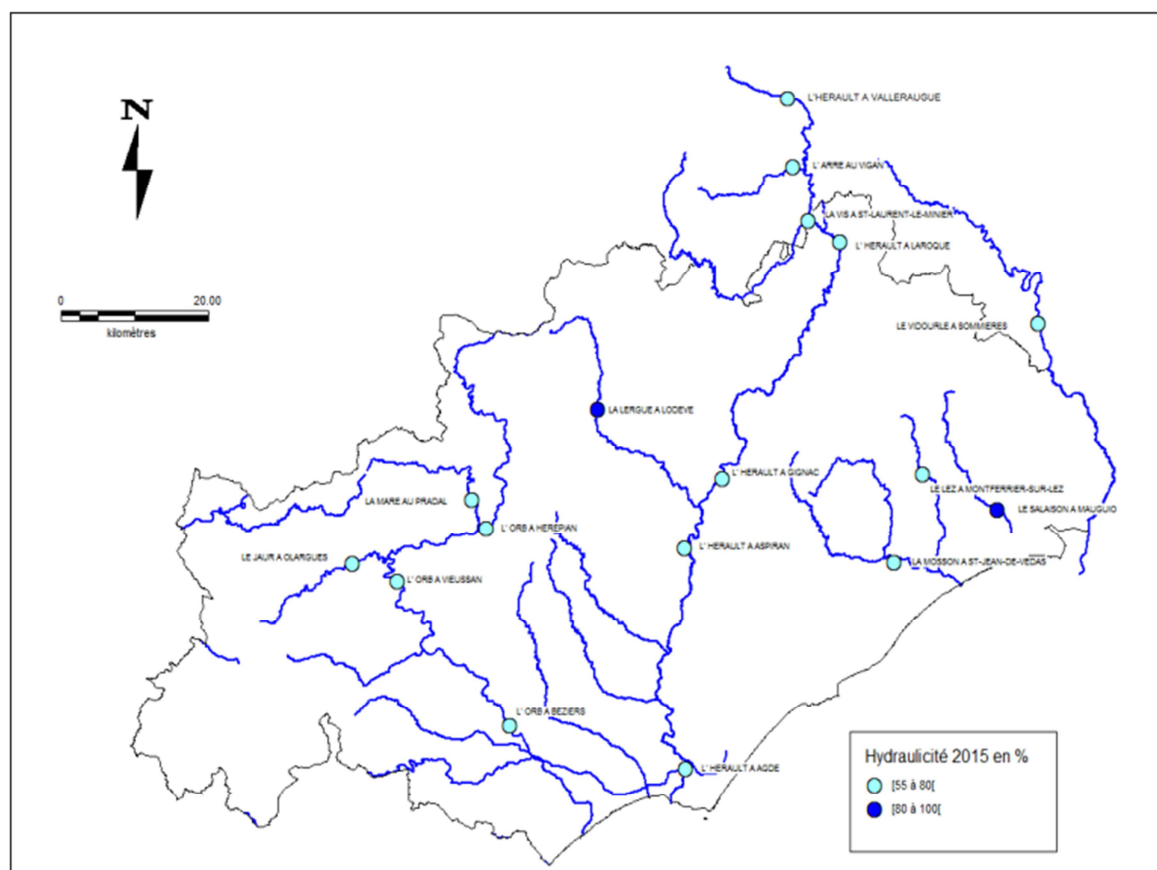 N
L'HERAULT A VALLERAUGUE
L' ARRE AU VIGAN
LA VIS A ST-LAURENT-LE-MINIER
L' HERAULT A LAROQUE
0 20.00
kilomètres
LE VIDOURLE A SOMMIERES
LA LERGUE A LODEVE
L' HERAULT A GIGNAC
LE LEZ A MONTFERRIER-SUR-LEZ
LA MARE AU PRADAL
LE SALAISON A MAUGUIO
L' ORB A HEREPIAN
L' HERAULT A ASPIRAN
LE JAUR A OLARGUES
LA MOSSON A ST-JEAN-DE-VEDAS
L' ORB A VIEUSSAN
L' ORB A BEZIERS
L' HERAULT A AGDE
Hydraulicité 2015 en %
[55 à 80[
[80 à 100[